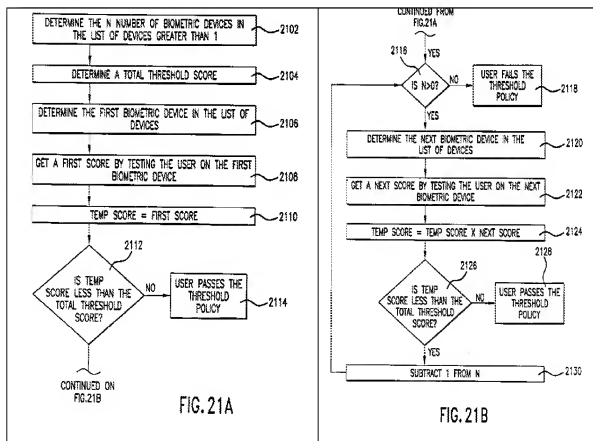 DETERMINE THE N NUMBER OF BIOMETRIC DEVICES IN
THE LIST OF DEVICES GREATER THAN 1
2102
DETERMINE A TOTAL THRESHOLD SCORE
2104
DETERMINE THE FIRST BIOMETRIC DEVICE IN THE LIST OF
DEVICES
2106
GET A FIRST SCORE BY TESTING THE USER ON THE FIRST
BIOMETRIC DEVICE
2108
TEMP SCORE = FIRST SCORE
2110
2112
IS TEMP
SCORE LESS THAN THE
TOTAL THRESHOLD
SCORE?
NO
USER PASSES THE
THRESHOLD
POLICY
2114
CONTINUED ON
FIG.21B
FIG.21A
CONTINUED FROM
FIG.21A
YES
2116
IS N>0?
NO
USER FAILS THE
THRESHOLD
POLICY
2118
YES
DETERMINE THE NEXT BIOMETRIC DEVICE IN THE
LIST OF DEVICES
2120
GET A NEXT SCORE BY TESTING THE USER ON THE NEXT
BIOMETRIC DEVICE
2122
TEMP SCORE = TEMP SCORE X NEXT SCORE
2124
2126
IS TEMP
SCORE LESS THAN THE
TOTAL THRESHOLD
SCORE?
NO
2128
USER PASSES THE
THRESHOLD
POLICY
YES
SUBTRACT 1 FROM N
2130
FIG.21B